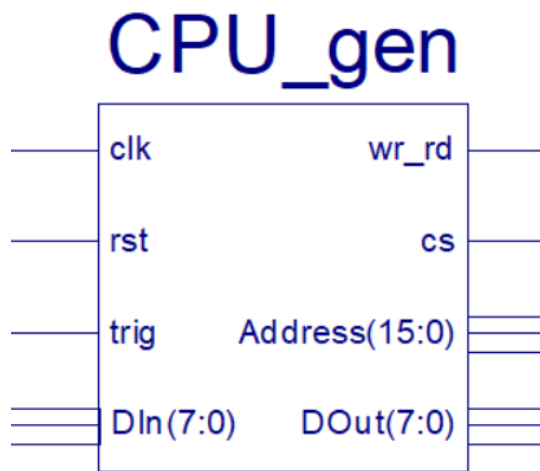 CPU_gen
clk wr_rd
rst cs
trig Address(15:0)
DIn(7:0) DOut(7:0)